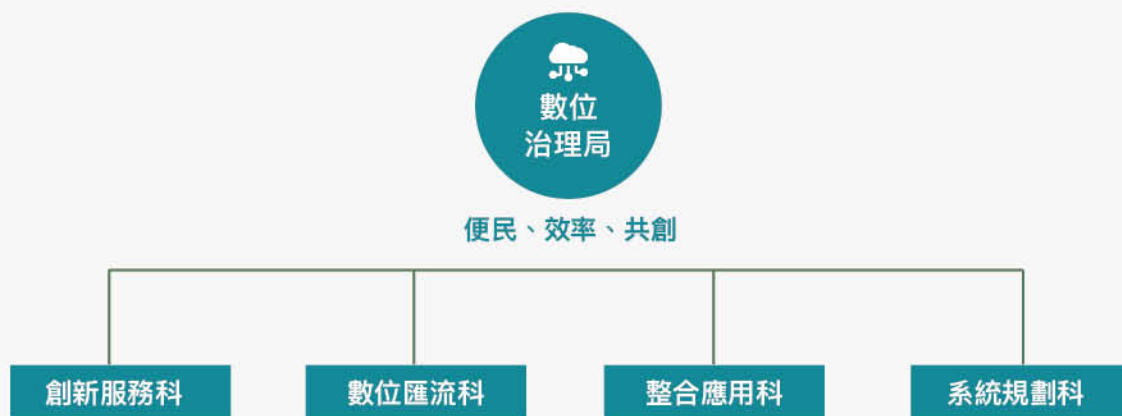 數位
治理局
便民、效率、共創
創新服務科
數位匯流科
整合應用科
系統規劃科